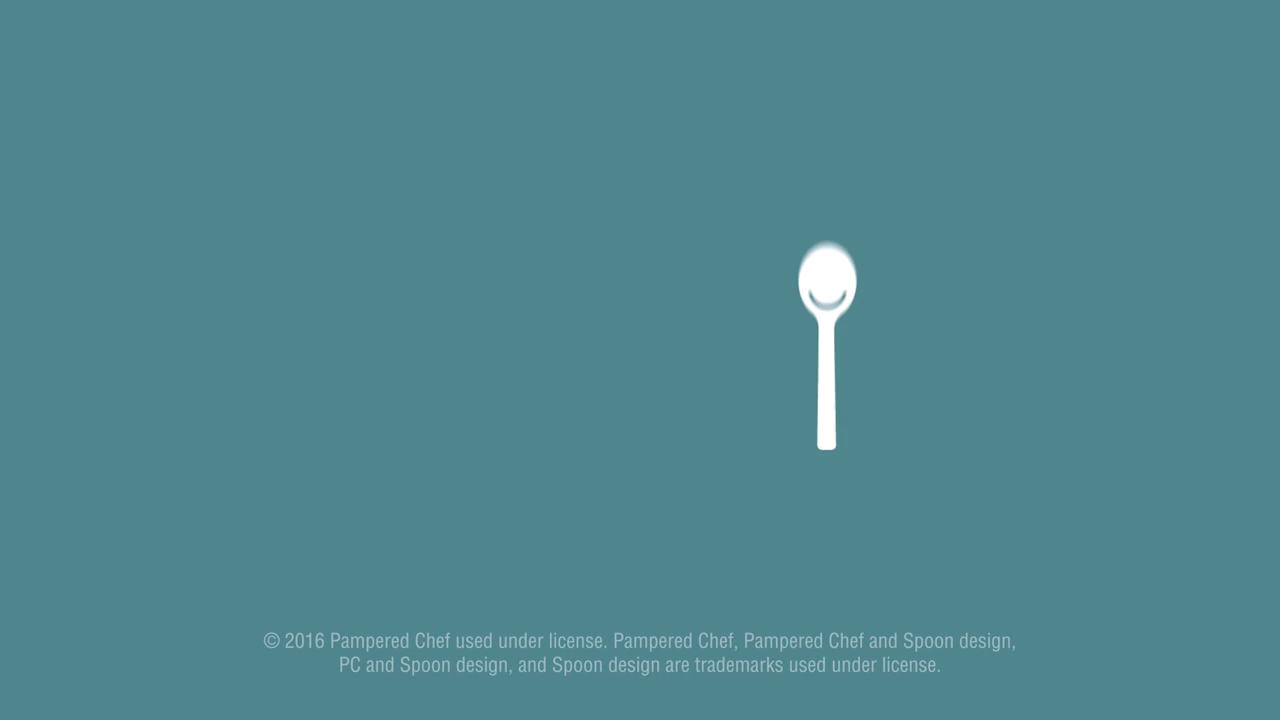 © 2016 Pampered Chef used under license. Pampered Chef, Pampered Chef and Spoon design,
PC and Spoon design, and Spoon design are trademarks used under license.